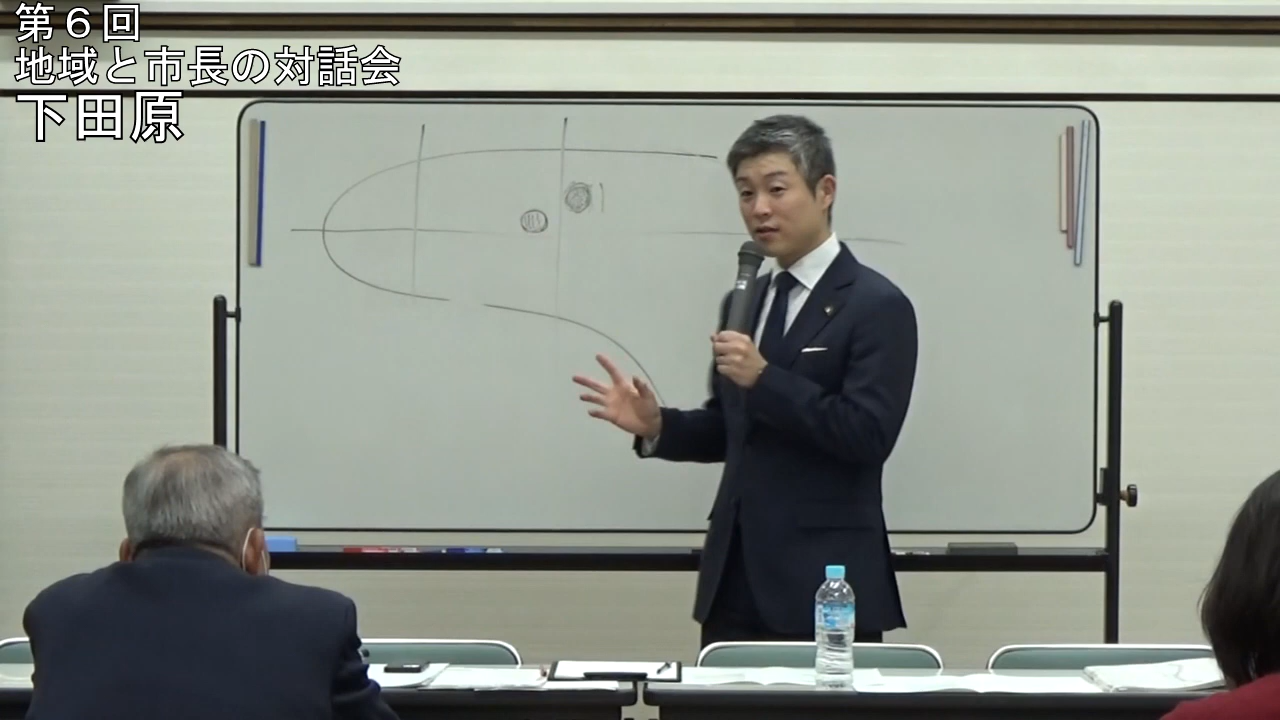 第６回
地域と市長の対話会
下田原